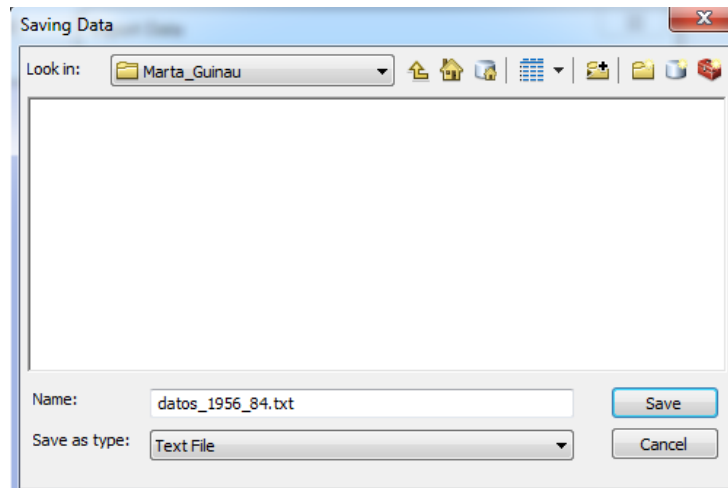 Saving Data
Look in: Marta_Guinau
Name: datos_1956_84.txt Save
Save as type: Text File Cancel